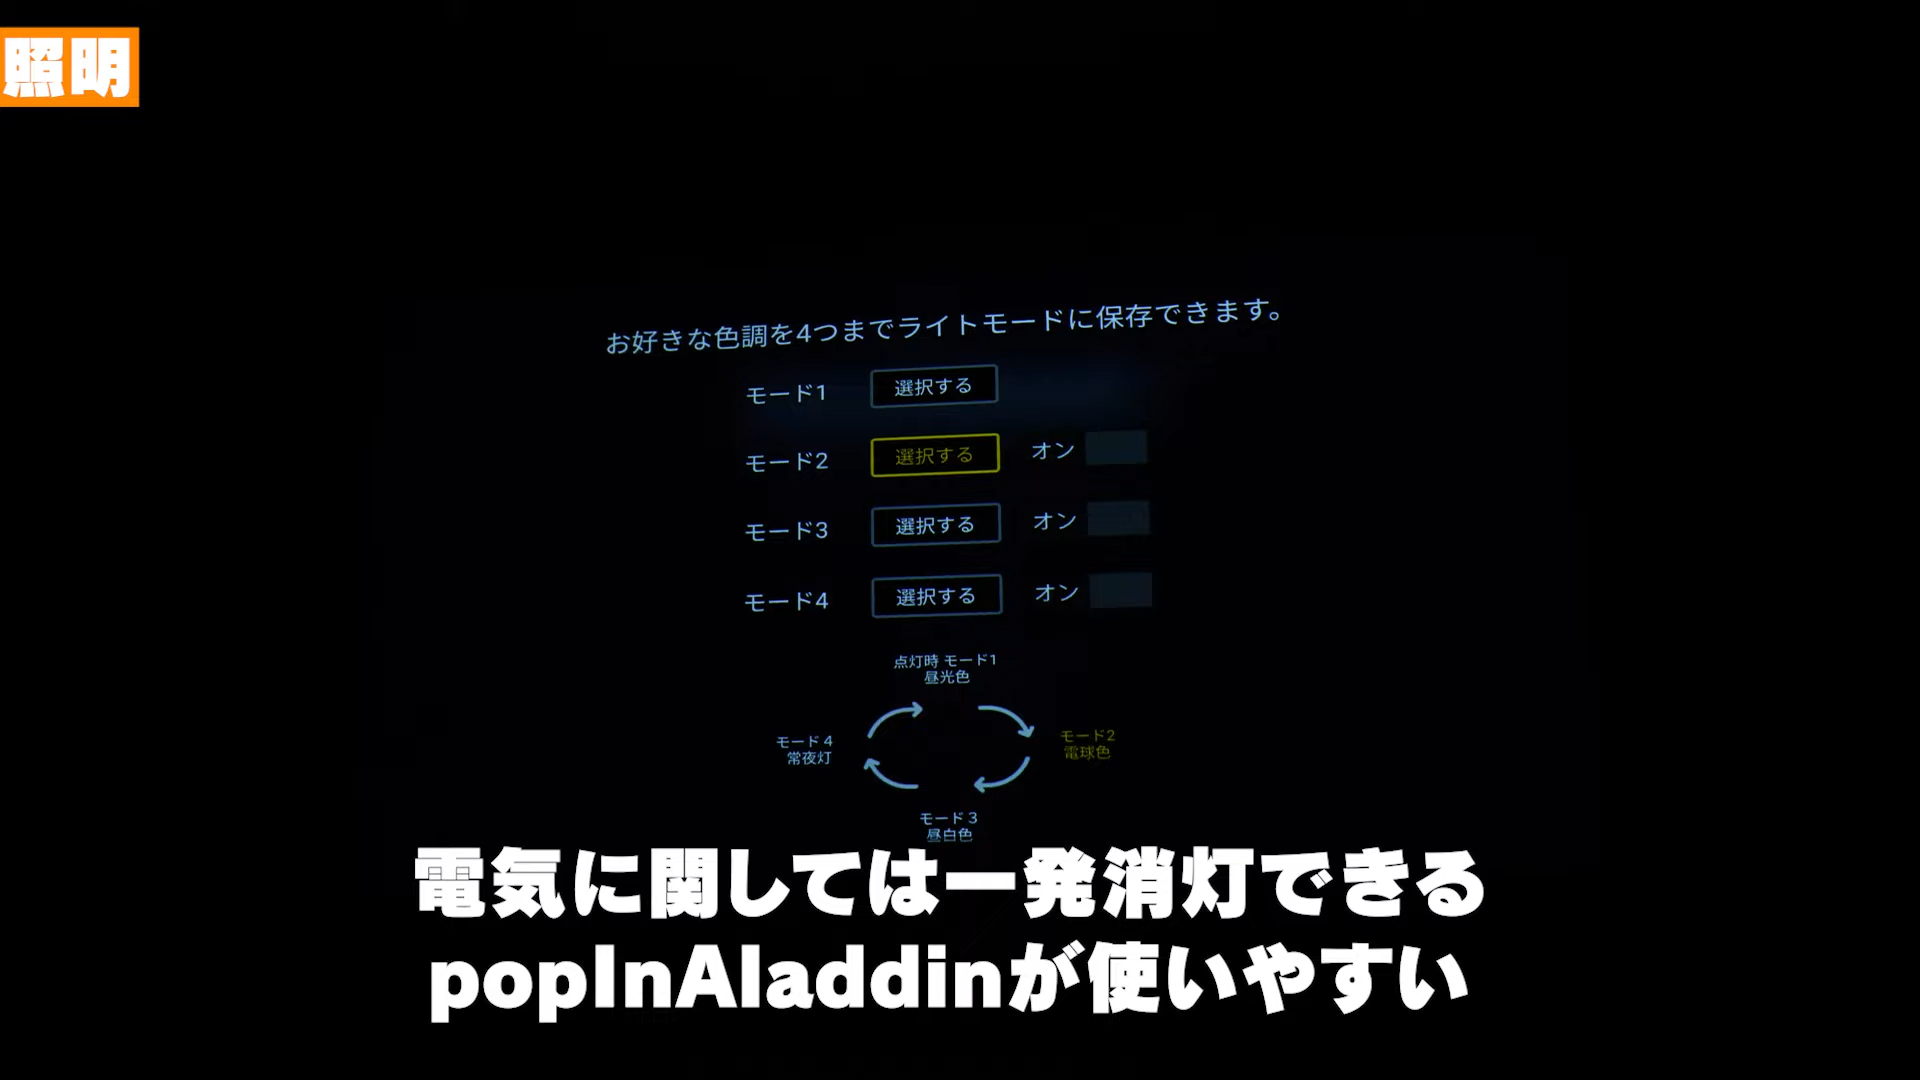 照明
お好きな色調を4つまでライトモードに保存できます。
モード1 選択する
モード2 選択する オン
モード3 選択する オン
モード4 選択する オン
点灯時 モード1
昼光色
モード2
電球色
モード3
昼白色
モード4
常夜灯
電気に関しては一発消灯できる
popInAladdinが使いやすい